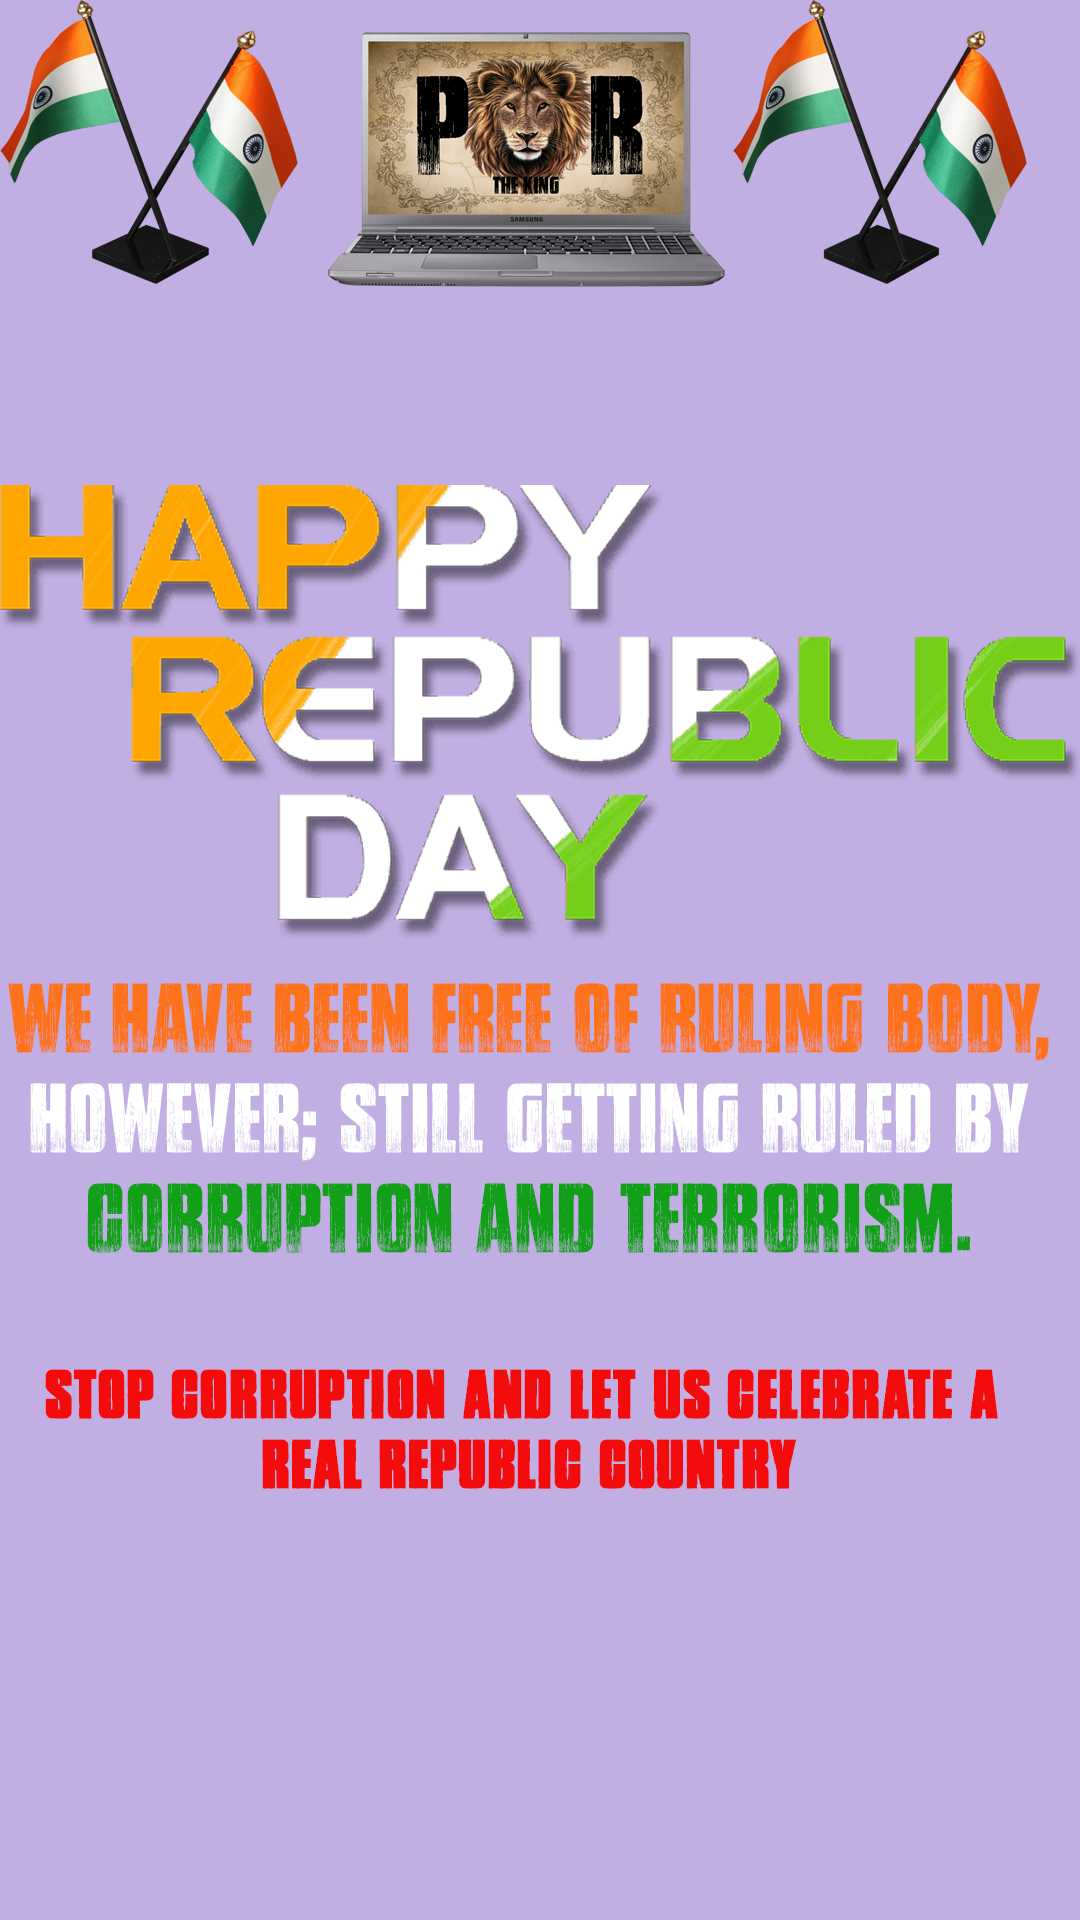 P R
THE KING
SAMSUNG
HAPPY
REPUBLIC
DAY
WE HAVE BEEN FREE OF RULING BODY,
HOWEVER; STILL GETTING RULED BY
CORRUPTION AND TERRORISM.
STOP CORRUPTION AND LET US CELEBRATE A
REAL REPUBLIC COUNTRY